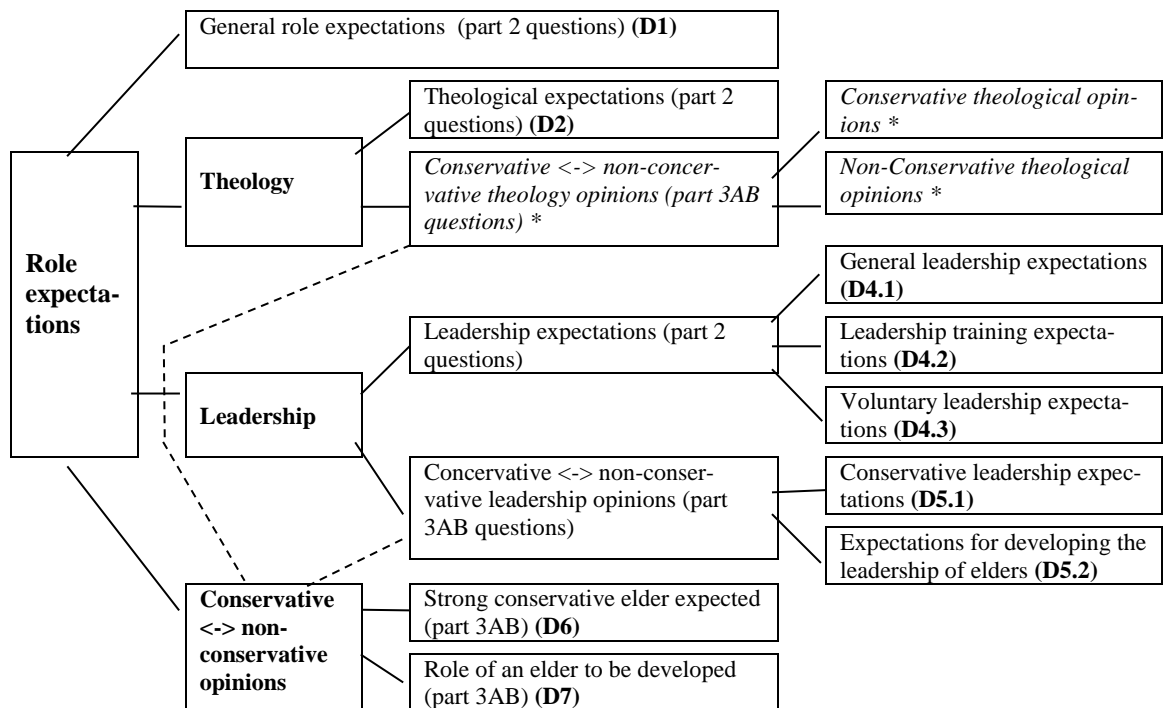 General role expectations (part 2 questions) (D1)
Role
expecta-
tions
Theology
Theological expectations (part 2
questions) (D2)
Conservative <-> non-concer-
vative theology opinions (part 3AB
questions) *
Conservative theological opin-
ions *
Non-Conservative theological
opinions *
Leadership
Leadership expectations (part 2
questions)
General leadership expectations
(D4.1)
Leadership training expecta-
tions (D4.2)
Voluntary leadership expecta-
tions (D4.3)
Concervative <-> non-conser-
vative leadership opinions (part
3AB questions)
Conservative leadership expec-
tations (D5.1)
Expectations for developing the
leadership of elders (D5.2)
Conservative
<-> non-
conservative
opinions
Strong conservative elder expected
(part 3AB) (D6)
Role of an elder to be developed
(part 3AB) (D7)